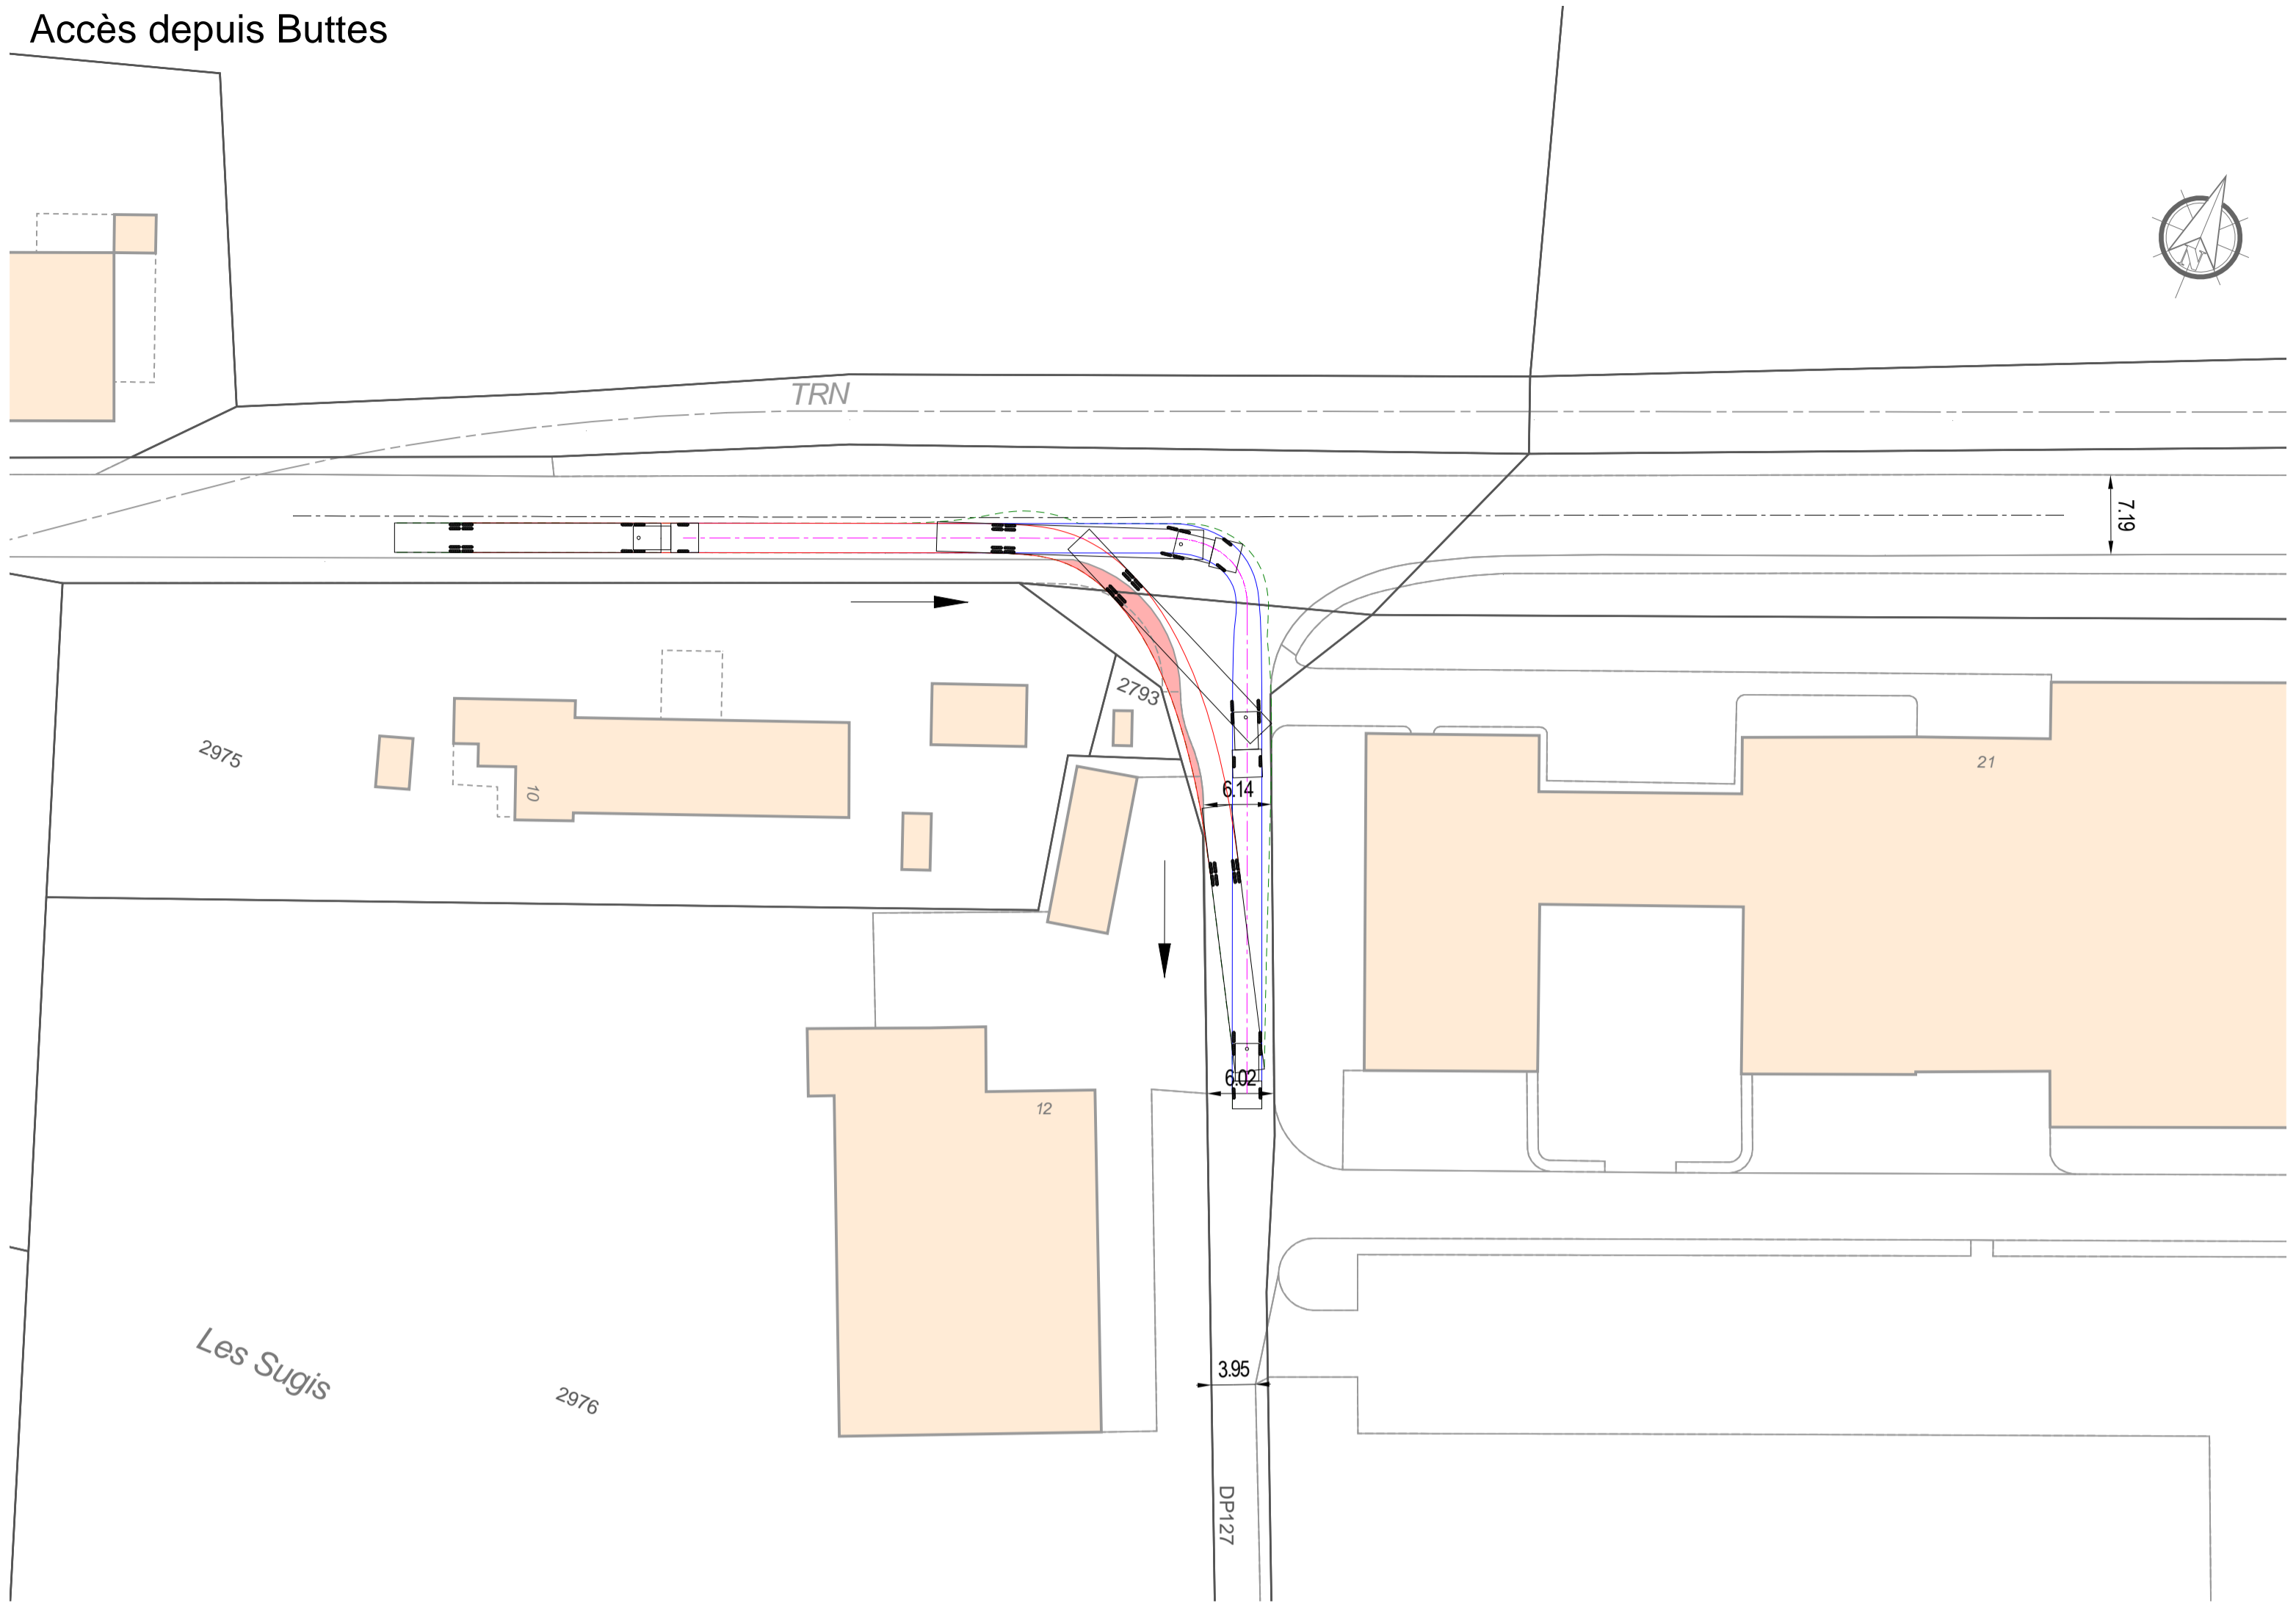 Accès depuis Buttes
N
TRN
7.19
2793
2975
10
21
6.14
6.02
12
3.95
Les Sugis
2976
DP127